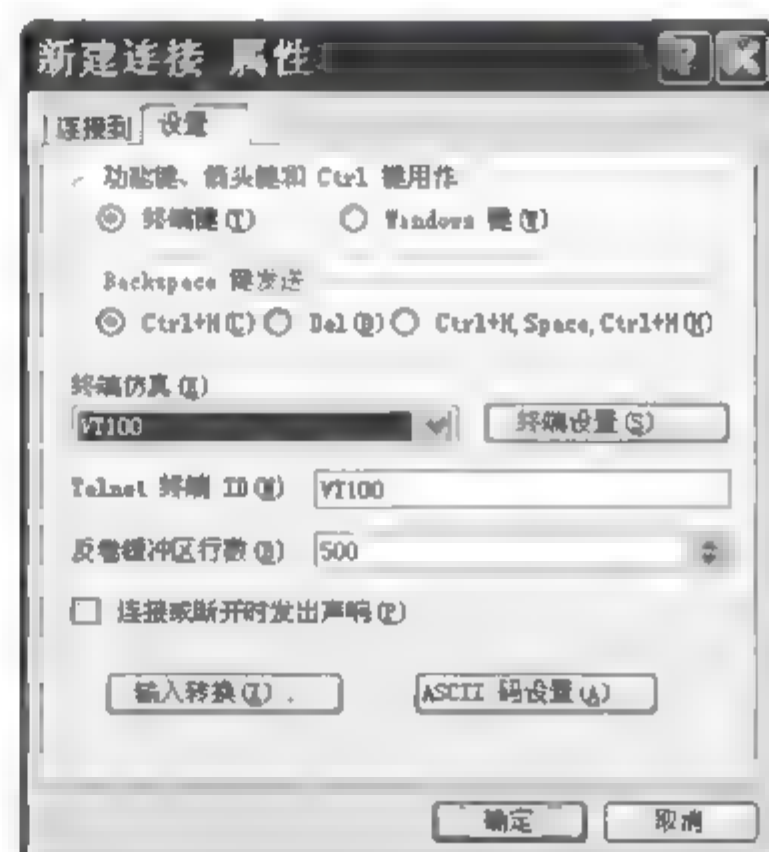 新建连接 属性
连接到 设置
功能键、箭头键和 Ctrl 键用作
终端键(T) Windows 键(W)
Backspace 键发送
Ctrl+H(C) Del(D) Ctrl+H, Space, Ctrl+H(H)
终端仿真(E)
VT100 终端设置(S)
Telnet 终端 ID(N) VT100
反卷缓冲区行数(B) 500
连接或断开时发出声响(P)
输入转换(I). ASCII 码设置(A)
确定 取消